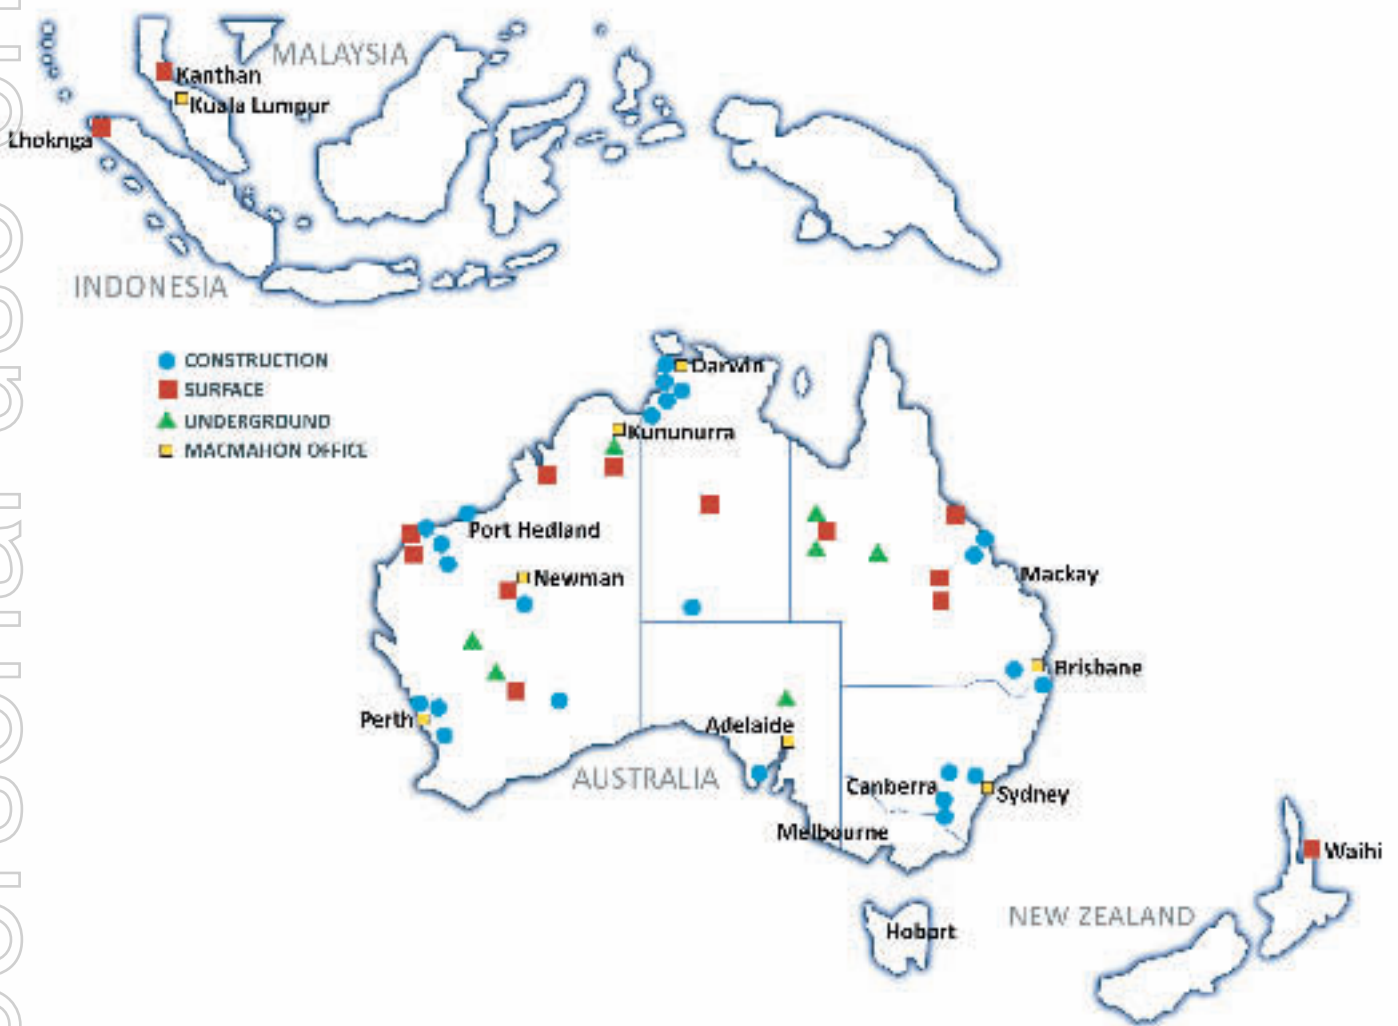 MALAYSIA
Kanthan
Kuala Lumpur
Lhoknga
INDONESIA
CONSTRUCTION
SURFACE
UNDERGROUND
MACMAHON OFFICE
Darwin
Kununurra
Port Hedland
Newman
Mackay
Brisbane
Perth
Adelaide
AUSTRALIA
Canberra
Sydney
Melbourne
Waihi
NEW ZEALAND
Hobart